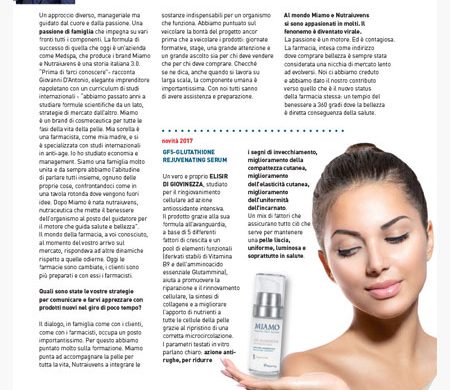 Un approccio diverso, manageriale ma
guidato dal cuore e dalla passione. Una
passione di famiglia che impegna su vari
fronti tutti i componenti. La formula di
successo di quella che oggi è un'azienda
come Medspa, che produce i brand Miamo
e Nutraiuvens è una storia italiana 3.0.
"Prima di farci conoscere"- racconta
Giovanni D'Antonio, elegante imprenditore
napoletano con un curriculum di studi
internazionali - "abbiamo passato anni a
studiare formule scientifiche da un lato,
strategie di mercato dall'altro. Miamo
è un brand di cosmeceutica per tutte le
fasi della vità della pelle. Mia sorella è
una farmacista, come mia madre, e si
è specializzata con studi internazionali
in anti-age. Io ho studiato economia e
management. Siamo una famiglia molto
unita e da sempre abbiamo l'abitudine
di parlare tutti insieme, ognuno delle
proprie cose, confrontandoci come in
una tavola rotonda dove vengono fuori
idee. Dopo Miamo è nata nutraiuvens,
nutraceutica che mette il benessere
dell'organismo al posto del guidatore per
il motore che guida salute e bellezza".
Il mondo della farmacia, a voi conosciuto,
al momento del vostro arrivo sul
mercato, rispondeva ad altre dinamiche
rispetto a quelle odierne. Oggi le
farmacie sono cambiate, i clienti sono
più preparati e con essi i farmacisti.
Quali sono state le vostre strategie
per comunicare e farvi apprezzare con
prodotti nuovi nel giro di poco tempo?
Il dialogo, in famiglia come con i clienti,
come con i farmacisti, occupa un posto
importantissimo. Per questo abbiamo
puntato molto sulla formazione. Miamo
punta ad accompagnare la pelle per
tutta la vità, Nutraiuvens a integrare le
sostanze indispensabili per un organismo
che funziona. Abbiamo puntato sul
veicolare la bontà del progetto ancor
prima che a vendere i prodotti: giornate
formative, stage, una grande attenzione e
un grande ascolto sia per chi deve vendere
che per chi deve comprare. Checché
se ne dica, anche quando si lavora su
larga scala, la componente umana è
importantissima. Con noi tutti sanno
di avere assistenza e preparazione.
Al mondo Miamo e Nutraiuvens
si sono appasionati in molti. Il
fenonemo è diventato virale.
La passione è un motore. Ed è contagiosa.
La farmacia, intesa come indirizzo
dove comprare bellezza è sempre stata
considerata una nicchia di mercato lento
ad evolversi. Noi ci abbiamo creduto
e abbiamo dato il nostro contributo
verso quello che è il nuovo status
della farmacia stessa: un tempio del
benessere a 360 gradi dove la bellezza
è diretta conseguenza della salute.
novità 2017
GF5-GLUTATHIONE
REJUVENATING SERUM
Un vero e proprio ELISIR
DI GIOVINEZZA, studiato
per il ringiovanimento
cellulare ad azione
antiossidante intensiva.
Il prodotto grazie alla sua
formula all'avanguardia,
a base di 5 differenti
fattori di crescita e un
pool di elementi funzionali
(derivati stabili di Vitamina
B9 e dell'aminoacido
essenziale Glutammina),
aiuta a promuovere la
riparazione e il rinnovamento
cellulare, la sintesi di
collagene e a migliorare
l'apporto di nutrienti a
tutte le cellule della pelle
grazie al ripristino di una
corretta microcircolazione.
I parametri testati in vitro
parlano chiaro: azione anti-
rughe, per ridurre
i segni di invecchiamento,
miglioramento della
compattezza cutanea,
miglioramento
dell'elasticità cutanea,
miglioramento
dell'uniformità
dell'incarnato.
Un mix di fattori che
assicurano tutto ciò che
serve per mantenere
una pelle liscia,
uniforme, luminosa e
soprattutto in salute.
MIAMO